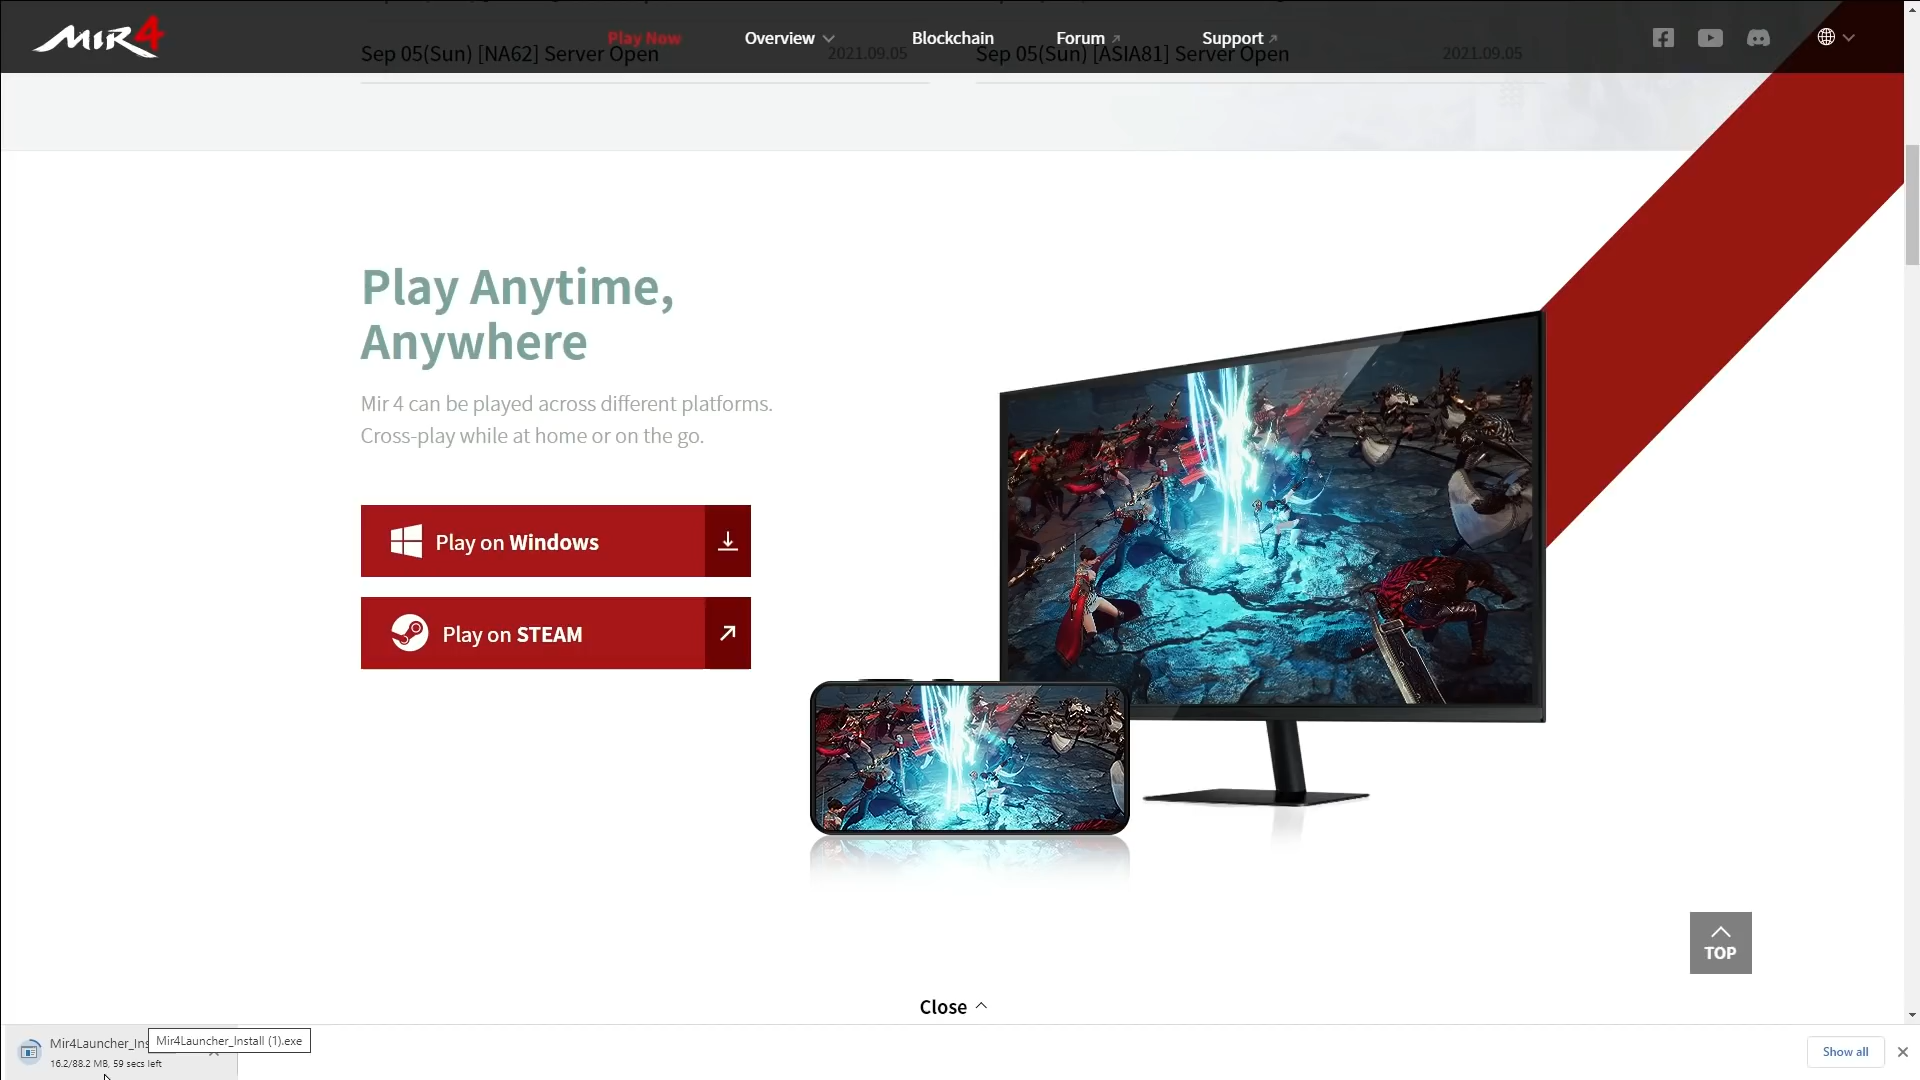 MIR4
Play Now
Overview
Blockchain
Forum
Support
Sep 05(Sun) [NA62] Server Open
2021.09.05
Sep 05(Sun) [ASIA81] Server Open
2021.09.05
Play Anytime,
Anywhere
Mir 4 can be played across different platforms.
Cross-play while at home or on the go.
Play on Windows
Play on STEAM
TOP
Close
Mir4Launcher_Ins
Mir4Launcher_Install (1).exe
16.2/88.2 MB, 59 secs left
Show all